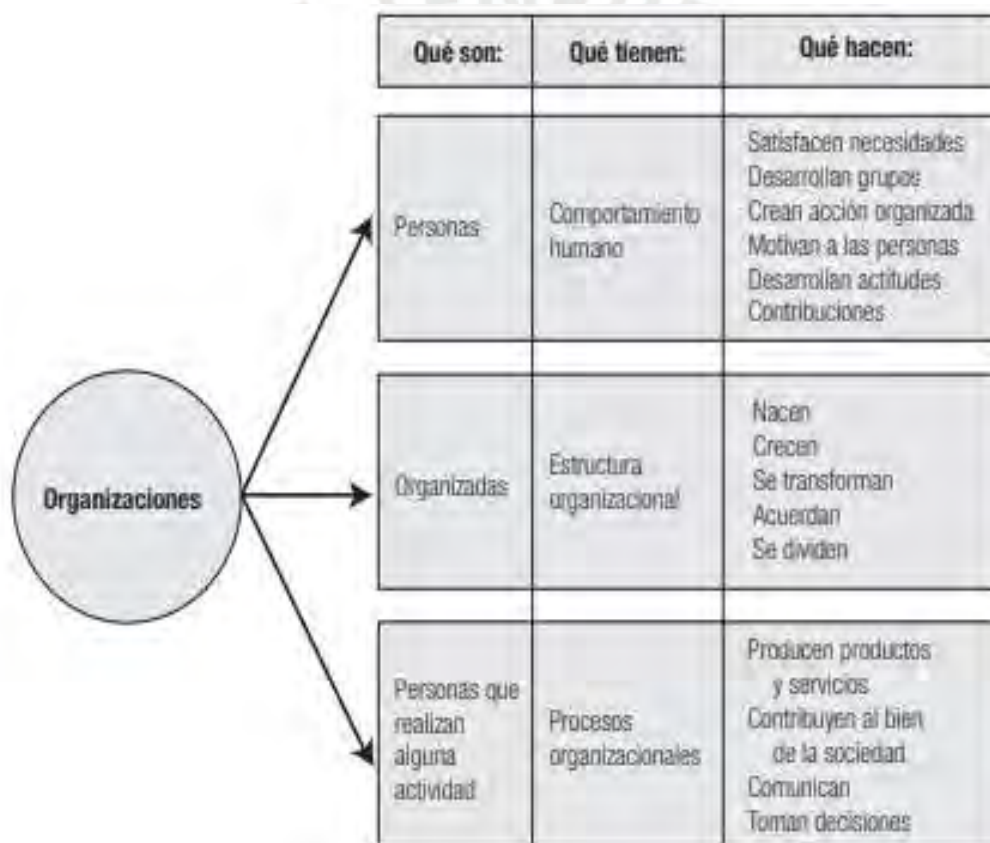 Qué son:
Qué tienen:
Qué hacen:
Organizaciones
Personas
Comportamiento
humano
Satisfacen necesidades
Desarrollan grupos
Crean acción organizada
Motivan a las personas
Desarrollan actitudes
Contribuciones
Organizadas
Estructura
organizacional
Nacen
Crecen
Se transforman
Acuerdan
Se dividen
Personas que
realizan
alguna
actividad
Procesos
organizacionales
Producen productos
y servicios
Contribuyen al bien
de la sociedad
Comunican
Toman decisiones